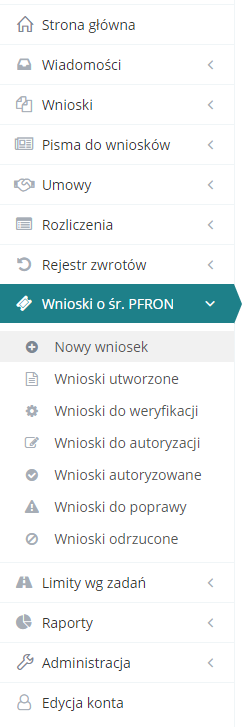 Strona główna
Wiadomości
Wnioski
Pisma do wniosków
Umowy
Rozliczenia
Rejestr zwrotów
Wnioski o śr. PFRON
Nowy wniosek
Wnioski utworzone
Wnioski do weryfikacji
Wnioski do autoryzacji
Wnioski autoryzowane
Wnioski do poprawy
Wnioski odrzucone
Limity wg zadań
Raporty
Administracja
Edycja konta